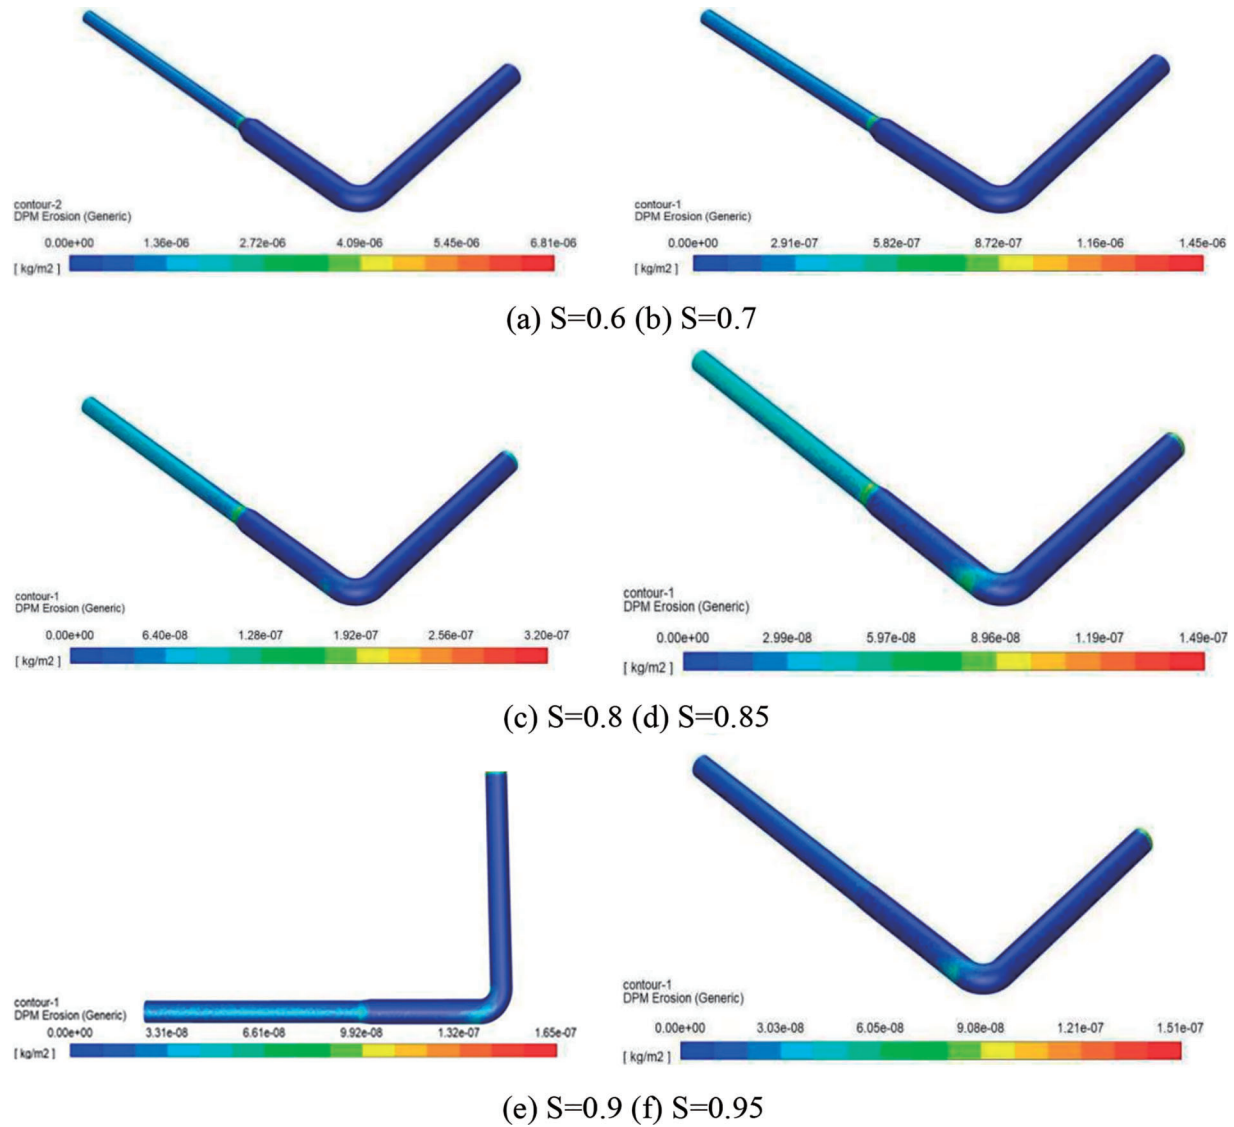 contour-2
DPM Erosion (Generic)
0.00e+00 1.36e-06 2.72e-06 4.09e-06 5.45e-06 6.81e-06
[ kg/m2 ]
contour-1
DPM Erosion (Generic)
0.00e+00 2.91e-07 5.82e-07 8.72e-07 1.16e-06 1.45e-06
[ kg/m2 ]
(a) S=0.6 (b) S=0.7
contour-1
DPM Erosion (Generic)
0.00e+00 6.40e-08 1.28e-07 1.92e-07 2.56e-07 3.20e-07
[ kg/m2 ]
contour-1
DPM Erosion (Generic)
0.00e+00 2.99e-08 5.97e-08 8.96e-08 1.19e-07 1.49e-07
[ kg/m2 ]
(c) S=0.8 (d) S=0.85
contour-1
DPM Erosion (Generic)
0.00e+00 3.31e-08 6.61e-08 9.92e-08 1.32e-07 1.65e-07
[ kg/m2 ]
contour-1
DPM Erosion (Generic)
0.00e+00 3.03e-08 6.05e-08 9.08e-08 1.21e-07 1.51e-07
[ kg/m2 ]
(e) S=0.9 (f) S=0.95